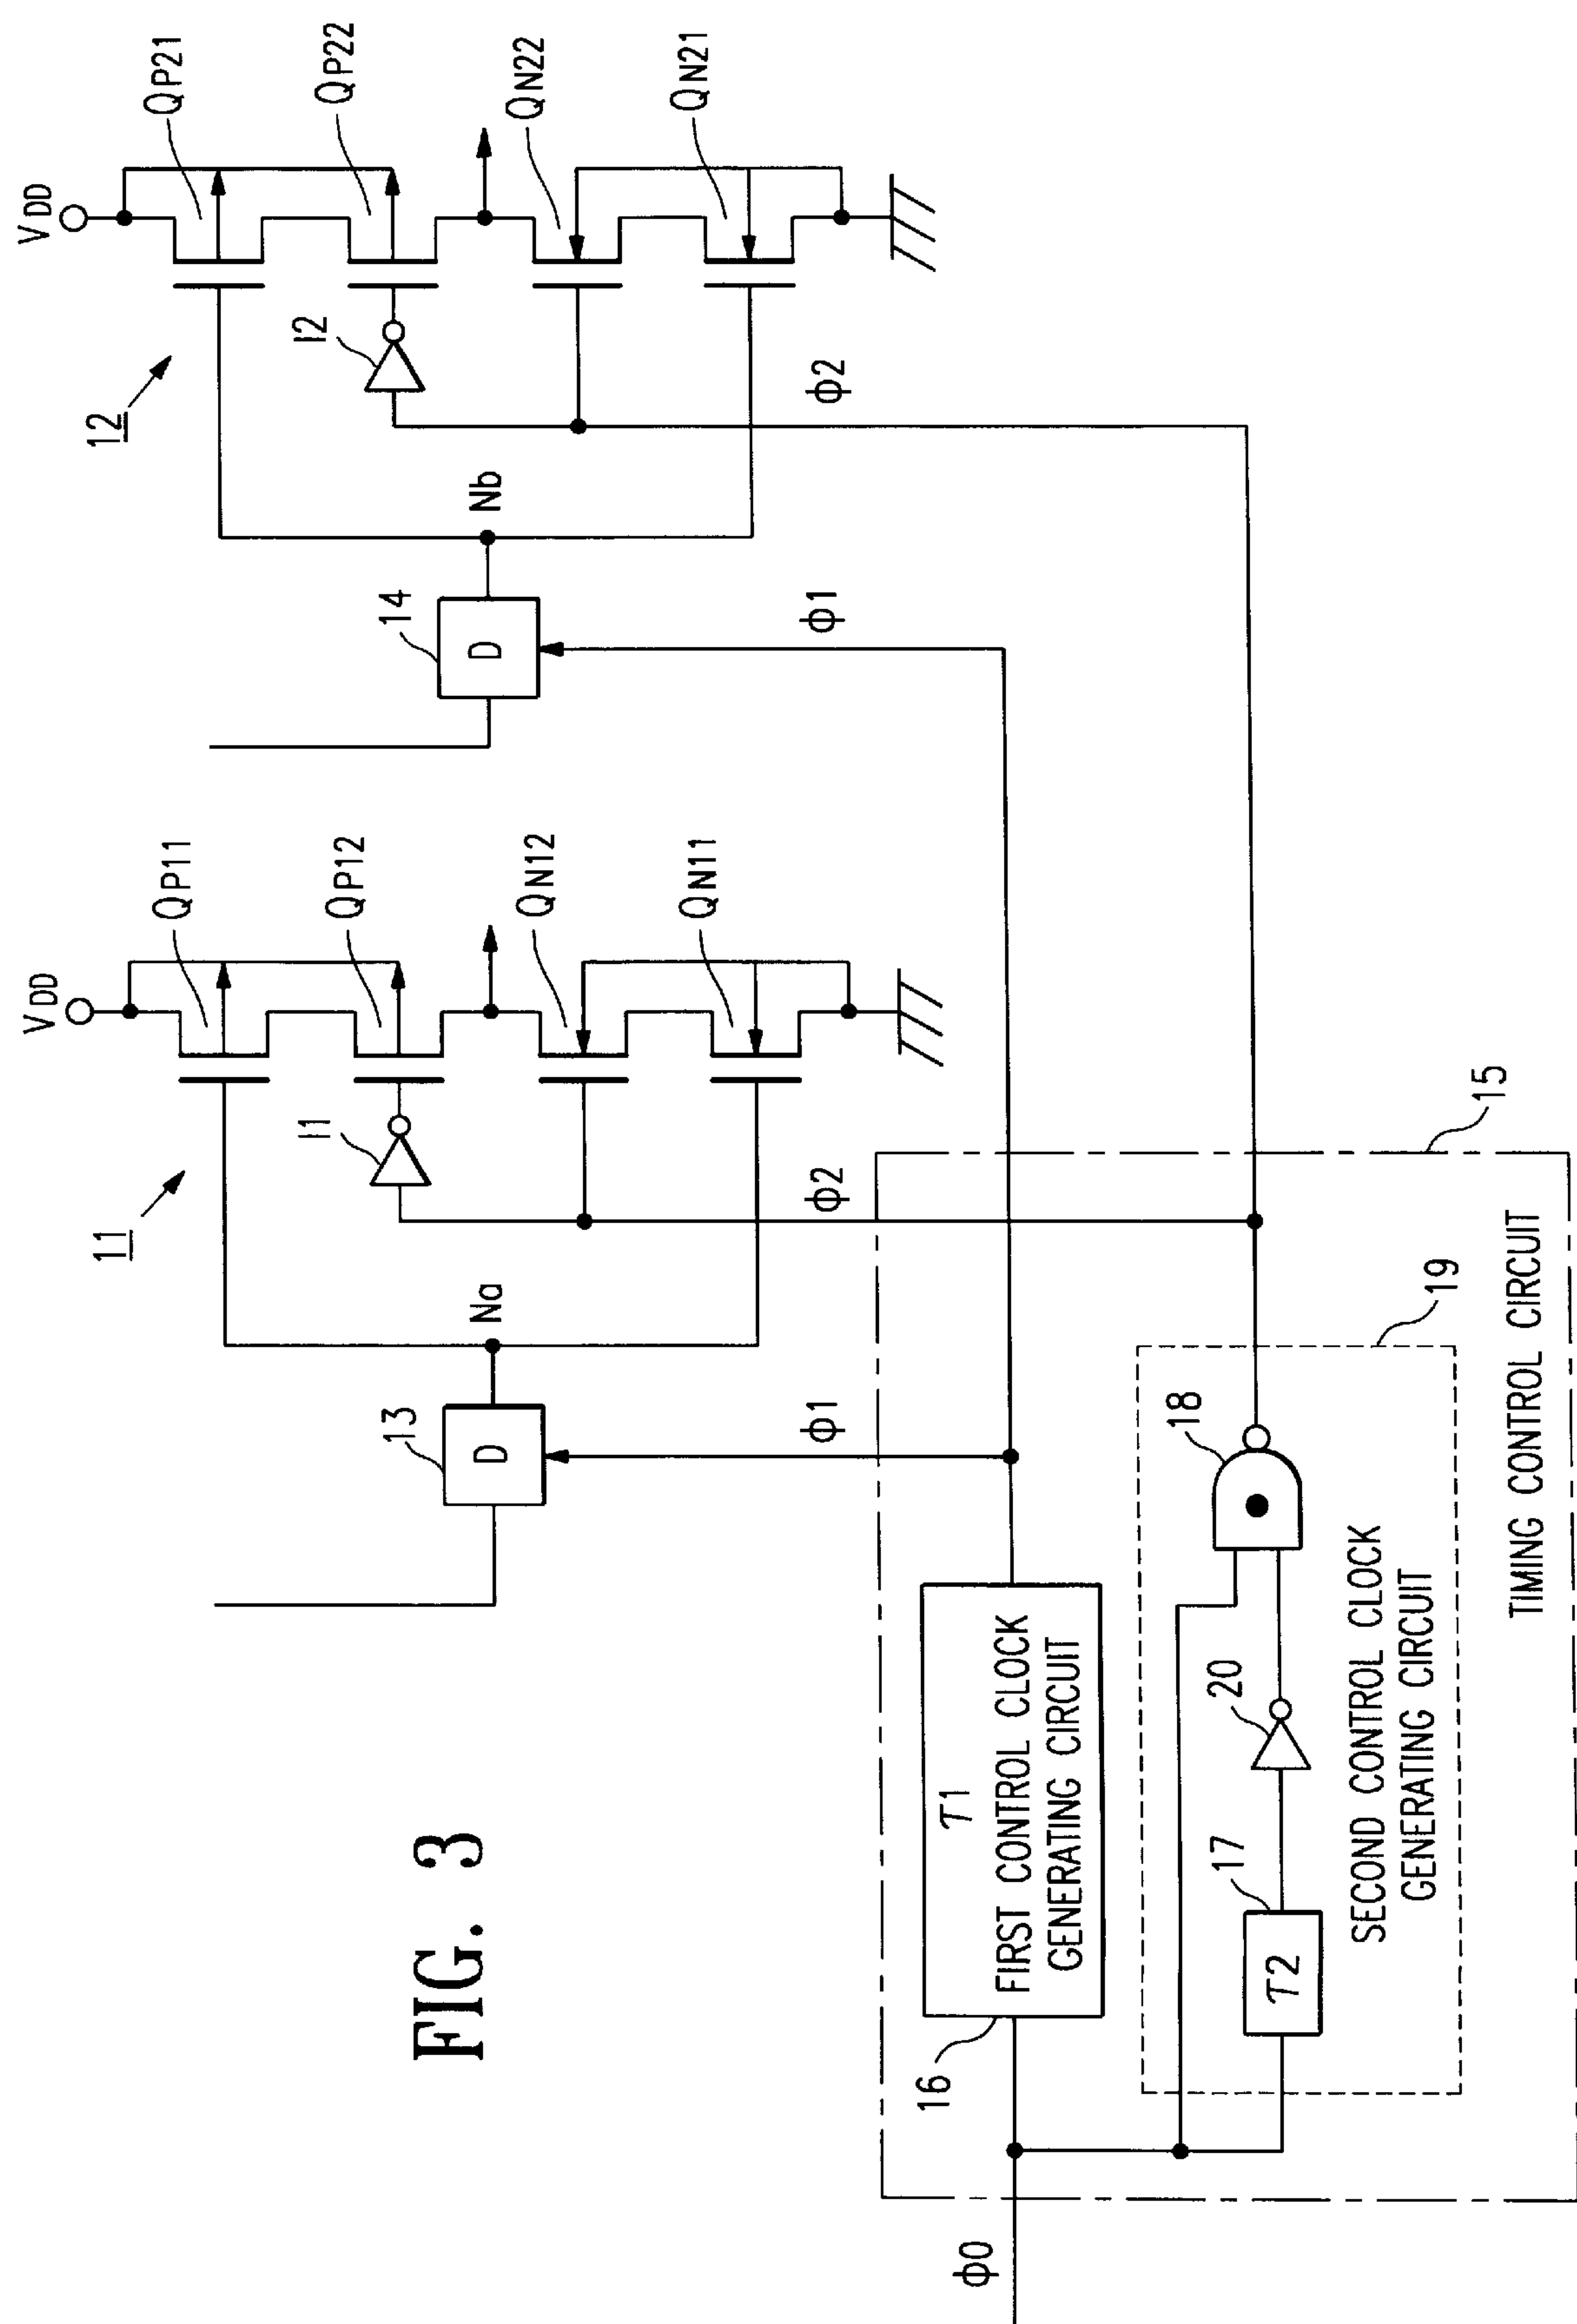 FIG. 3
VDD
QP11
QP12
QN12
QN11
11
I1
Na
13
D
φ1
φ2
VDD
QP21
QP22
QN22
QN21
12
I2
Nb
14
D
φ1
φ2
φ0
16
τ1
FIRST CONTROL CLOCK
GENERATING CIRCUIT
τ2
17
20
18
19
SECOND CONTROL CLOCK
GENERATING CIRCUIT
TIMING CONTROL CIRCUIT
15